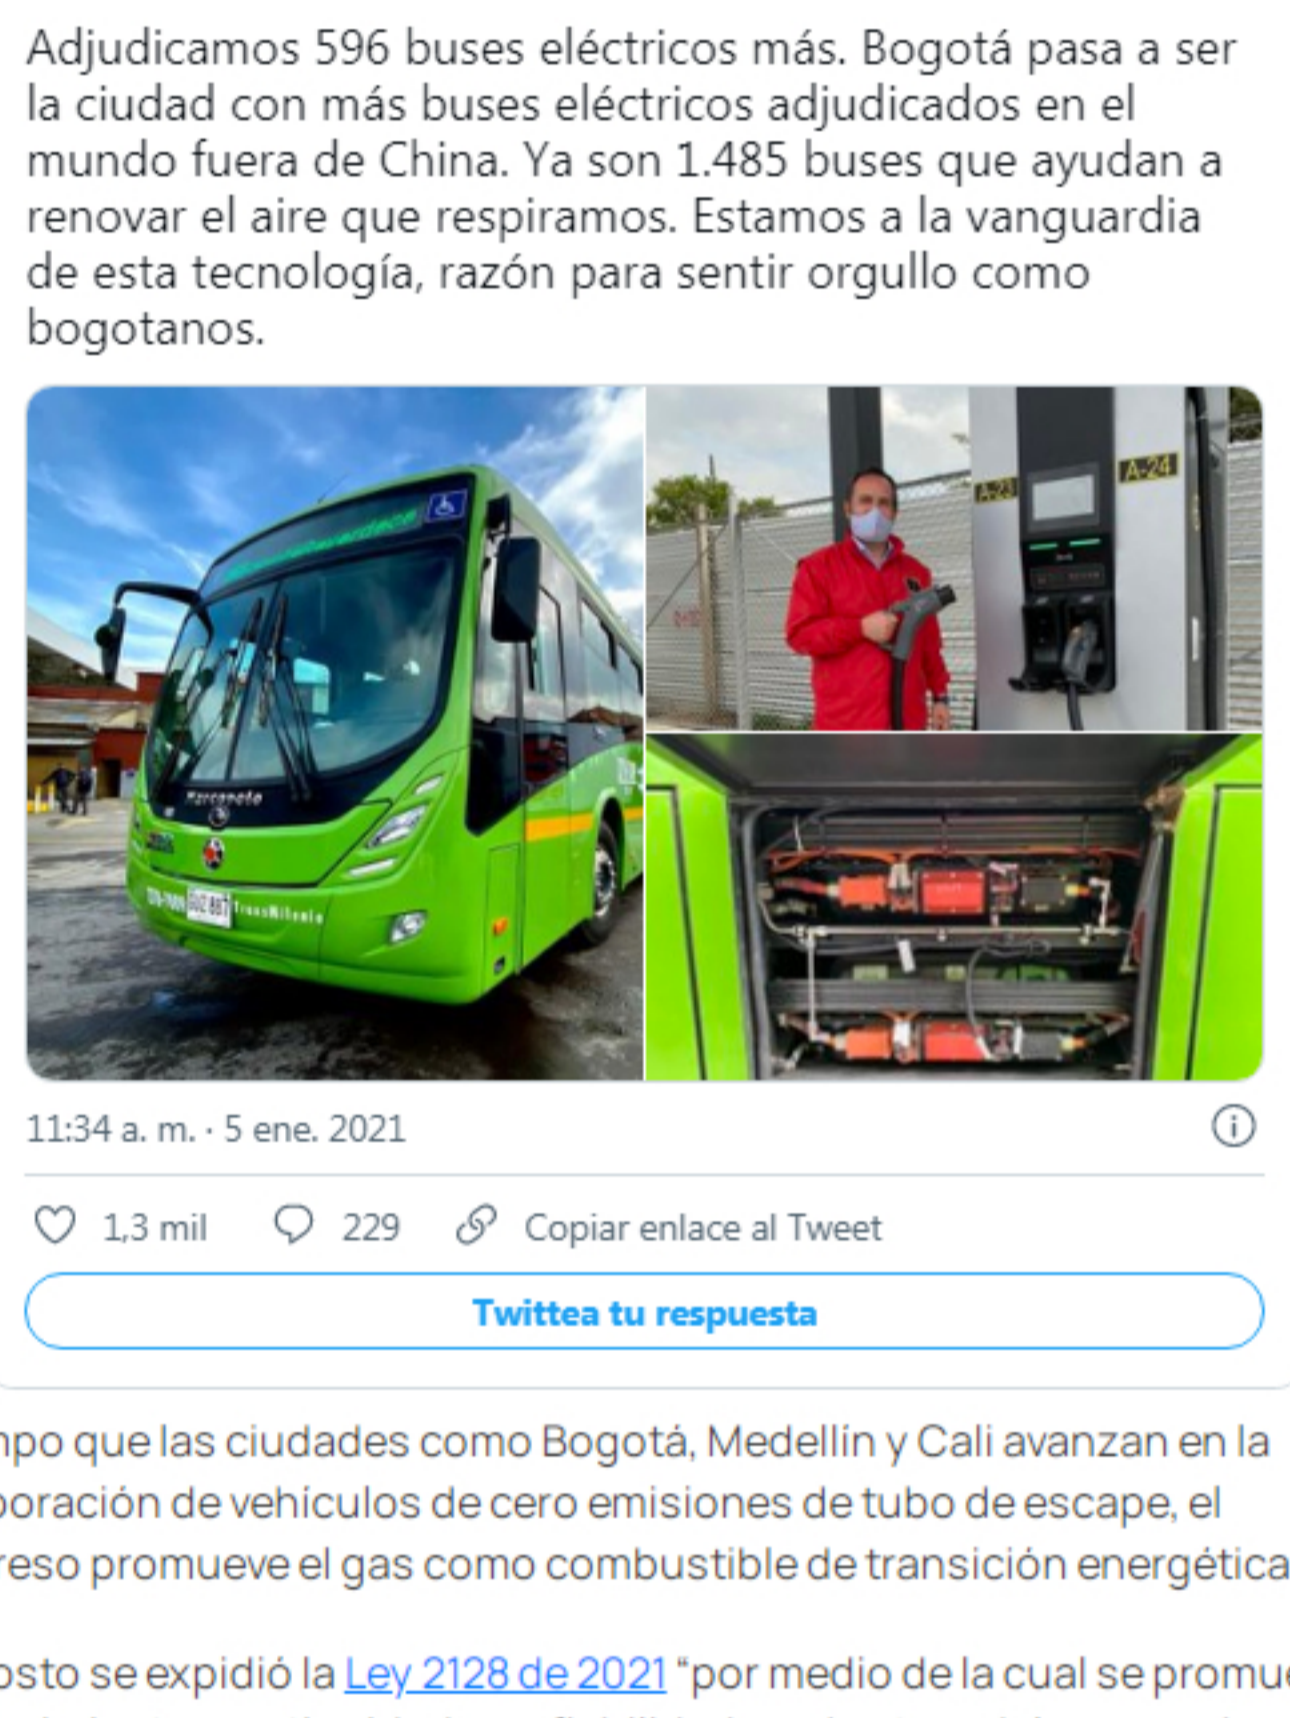 Adjudicamos 596 buses eléctricos más. Bogotá pasa a ser
la ciudad con más buses eléctricos adjudicados en el
mundo fuera de China. Ya son 1.485 buses que ayudan a
renovar el aire que respiramos. Estamos a la vanguardia
de esta tecnología, razón para sentir orgullo como
bogotanos.
A-23
A-24
Marcopolo
GUZ 887
TransMilenio
11:34 a. m. · 5 ene. 2021
1,3 mil 229 Copiar enlace al Tweet
Twittea tu respuesta
mpo que las ciudades como Bogotá, Medellín y Cali avanzan en la
poración de vehículos de cero emisiones de tubo de escape, el
reso promueve el gas como combustible de transición energética
osto se expidió la Ley 2128 de 2021 “por medio de la cual se promue